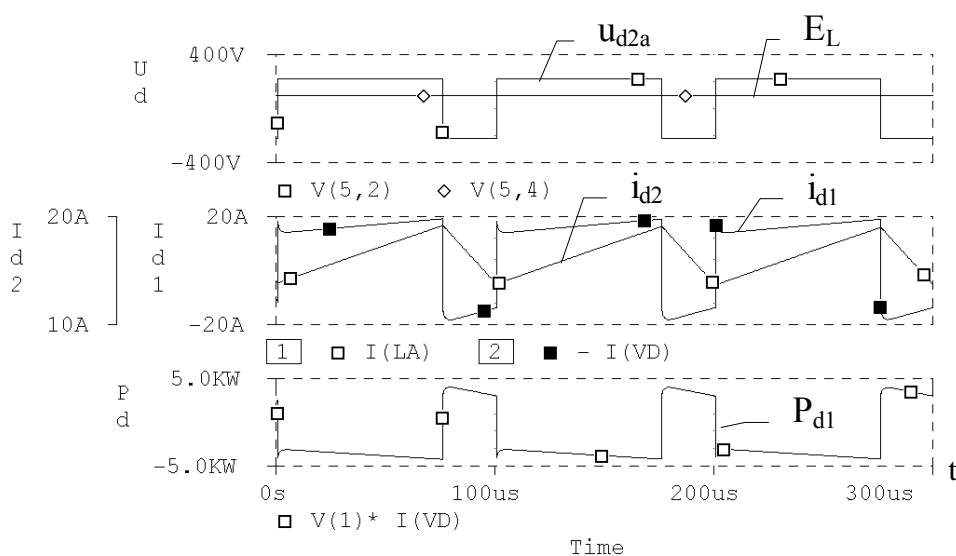 400V
U
d
-400V
u_d2a
E_L
V(5,2) V(5,4)
20A
I
d
2
10A
20A
I
d
1
-20A
i_d2
i_d1
1 I(LA) 2 - I(VD)
5.0KW
P
d
-5.0KW
P_d1
t
0s 100us 200us 300us
V(1)* I(VD)
Time